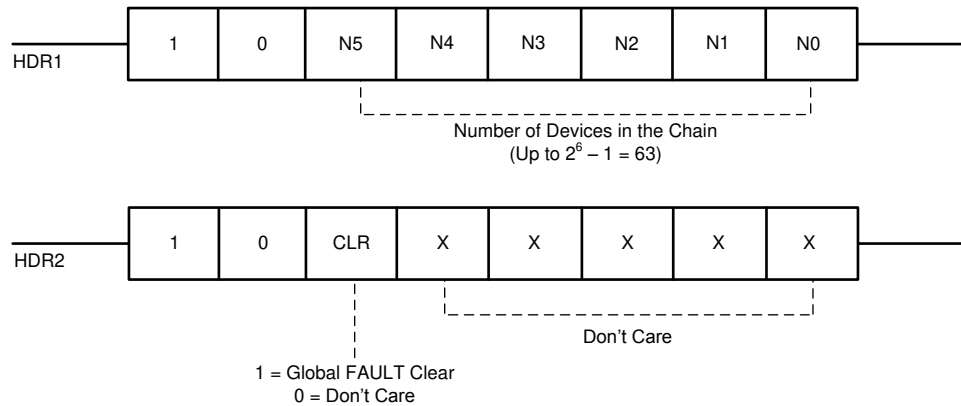 1 0 N5 N4 N3 N2 N1 N0
HDR1
Number of Devices in the Chain
(Up to 2⁶ – 1 = 63)
1 0 CLR X X X X X
HDR2
Don't Care
1 = Global FAULT Clear
0 = Don't Care